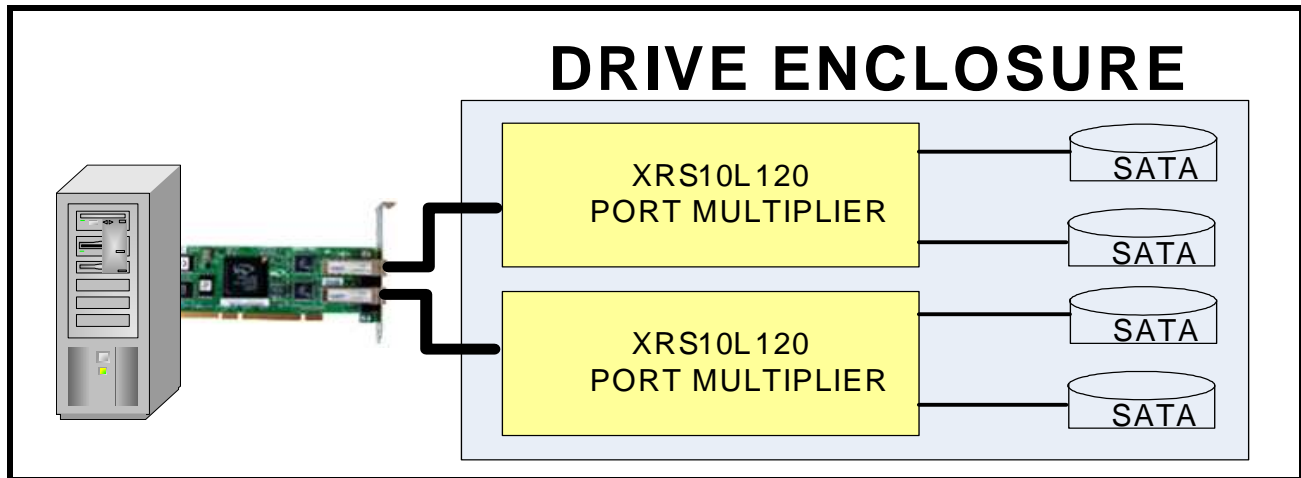 DRIVE ENCLOSURE
XRS10L120
PORT MULTIPLIER
SATA
SATA
XRS10L120
PORT MULTIPLIER
SATA
SATA